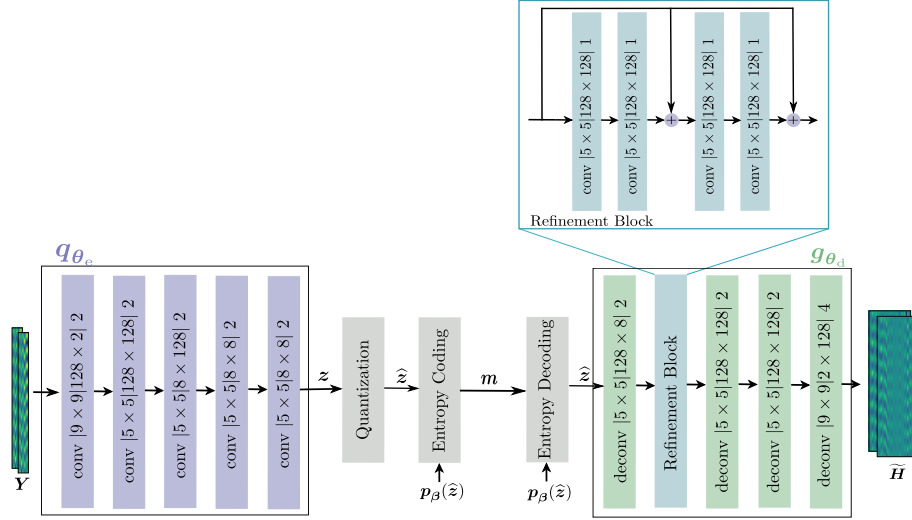 conv |5 × 5|128 × 128| 1
conv |5 × 5|128 × 128| 1
+
conv |5 × 5|128 × 128| 1
conv |5 × 5|128 × 128| 1
+
Refinement Block
q_θe
g_θd
Y
conv |9 × 9|128 × 2| 2
conv |5 × 5|128 × 128| 2
conv |5 × 5|8 × 128| 2
conv |5 × 5|8 × 8| 2
conv |5 × 5|8 × 8| 2
z
Quantization
ẑ
Entropy Coding
p_β(z̃)
m
Entropy Decoding
p_β(z̃)
ẑ
deconv |5 × 5|128 × 8| 2
Refinement Block
deconv |5 × 5|128 × 128| 2
deconv |5 × 5|128 × 128| 2
deconv |9 × 9|2 × 128| 4
H̃